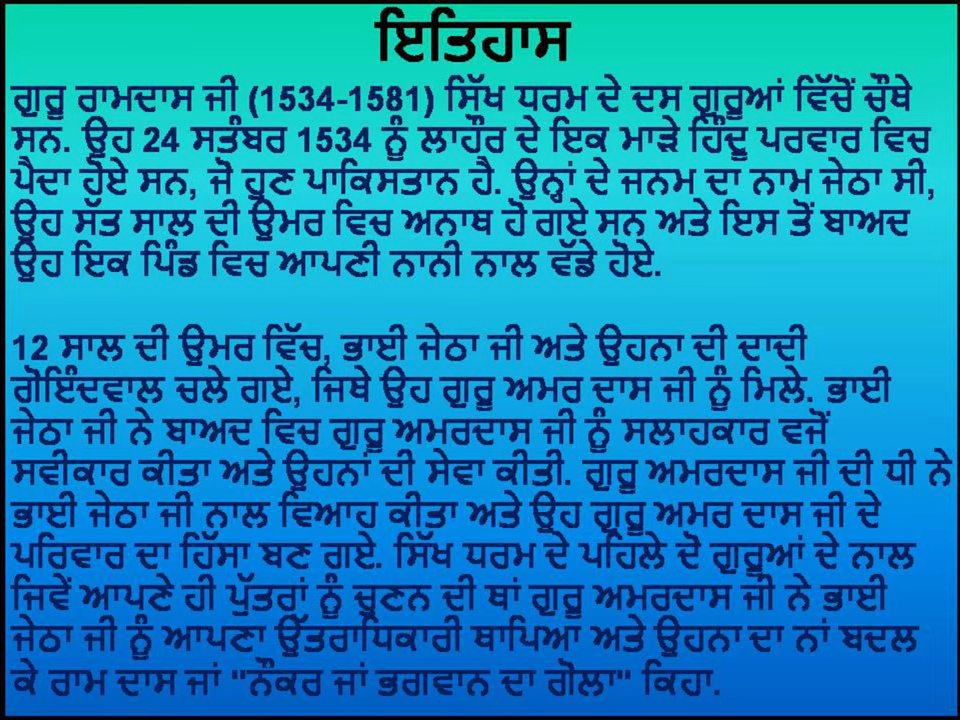 ਇਤਿਹਾਸ
ਗੁਰੂ ਰਾਮਦਾਸ ਜੀ (1534-1581) ਸਿੱਖ ਧਰਮ ਦੇ ਦਸ ਗੁਰੂਆਂ ਵਿੱਚੋਂ ਚੌਥੇ
ਸਨ. ਉਹ 24 ਸਤੰਬਰ 1534 ਨੂੰ ਲਾਹੌਰ ਦੇ ਇਕ ਮਾੜੇ ਹਿੰਦੂ ਪਰਵਾਰ ਵਿਚ
ਪੈਦਾ ਹੋਏ ਸਨ, ਜੋ ਹੁਣ ਪਾਕਿਸਤਾਨ ਹੈ. ਉਨ੍ਹਾਂ ਦੇ ਜਨਮ ਦਾ ਨਾਮ ਜੇਠਾ ਸੀ,
ਉਹ ਸੱਤ ਸਾਲ ਦੀ ਉਮਰ ਵਿਚ ਅਨਾਥ ਹੋ ਗਏ ਸਨ ਅਤੇ ਇਸ ਤੋਂ ਬਾਅਦ
ਉਹ ਇਕ ਪਿੰਡ ਵਿਚ ਆਪਣੀ ਨਾਨੀ ਨਾਲ ਵੱਡੇ ਹੋਏ.
12 ਸਾਲ ਦੀ ਉਮਰ ਵਿੱਚ, ਭਾਈ ਜੇਠਾ ਜੀ ਅਤੇ ਉਹਨਾ ਦੀ ਦਾਦੀ
ਗੋਇੰਦਵਾਲ ਚਲੇ ਗਏ, ਜਿਥੇ ਉਹ ਗੁਰੂ ਅਮਰ ਦਾਸ ਜੀ ਨੂੰ ਮਿਲੇ. ਭਾਈ
ਜੇਠਾ ਜੀ ਨੇ ਬਾਅਦ ਵਿਚ ਗੁਰੂ ਅਮਰਦਾਸ ਜੀ ਨੂੰ ਸਲਾਹਕਾਰ ਵਜੋਂ
ਸਵੀਕਾਰ ਕੀਤਾ ਅਤੇ ਉਹਨਾਂ ਦੀ ਸੇਵਾ ਕੀਤੀ. ਗੁਰੂ ਅਮਰਦਾਸ ਜੀ ਦੀ ਧੀ ਨੇ
ਭਾਈ ਜੇਠਾ ਜੀ ਨਾਲ ਵਿਆਹ ਕੀਤਾ ਅਤੇ ਉਹ ਗੁਰੂ ਅਮਰ ਦਾਸ ਜੀ ਦੇ
ਪਰਿਵਾਰ ਦਾ ਹਿੱਸਾ ਬਣ ਗਏ. ਸਿੱਖ ਧਰਮ ਦੇ ਪਹਿਲੇ ਦੋ ਗੁਰੂਆਂ ਦੇ ਨਾਲ
ਜਿਵੇਂ ਆਪਣੇ ਹੀ ਪੁੱਤਰਾਂ ਨੂੰ ਚੁਣਨ ਦੀ ਥਾਂ ਗੁਰੂ ਅਮਰਦਾਸ ਜੀ ਨੇ ਭਾਈ
ਜੇਠਾ ਜੀ ਨੂੰ ਆਪਣਾ ਉੱਤਰਾਧਿਕਾਰੀ ਥਾਪਿਆ ਅਤੇ ਉਹਨਾ ਦਾ ਨਾਂ ਬਦਲ
ਕੇ ਰਾਮ ਦਾਸ ਜਾਂ "ਨੌਕਰ ਜਾਂ ਭਗਵਾਨ ਦਾ ਗੋਲਾ" ਕਿਹਾ.